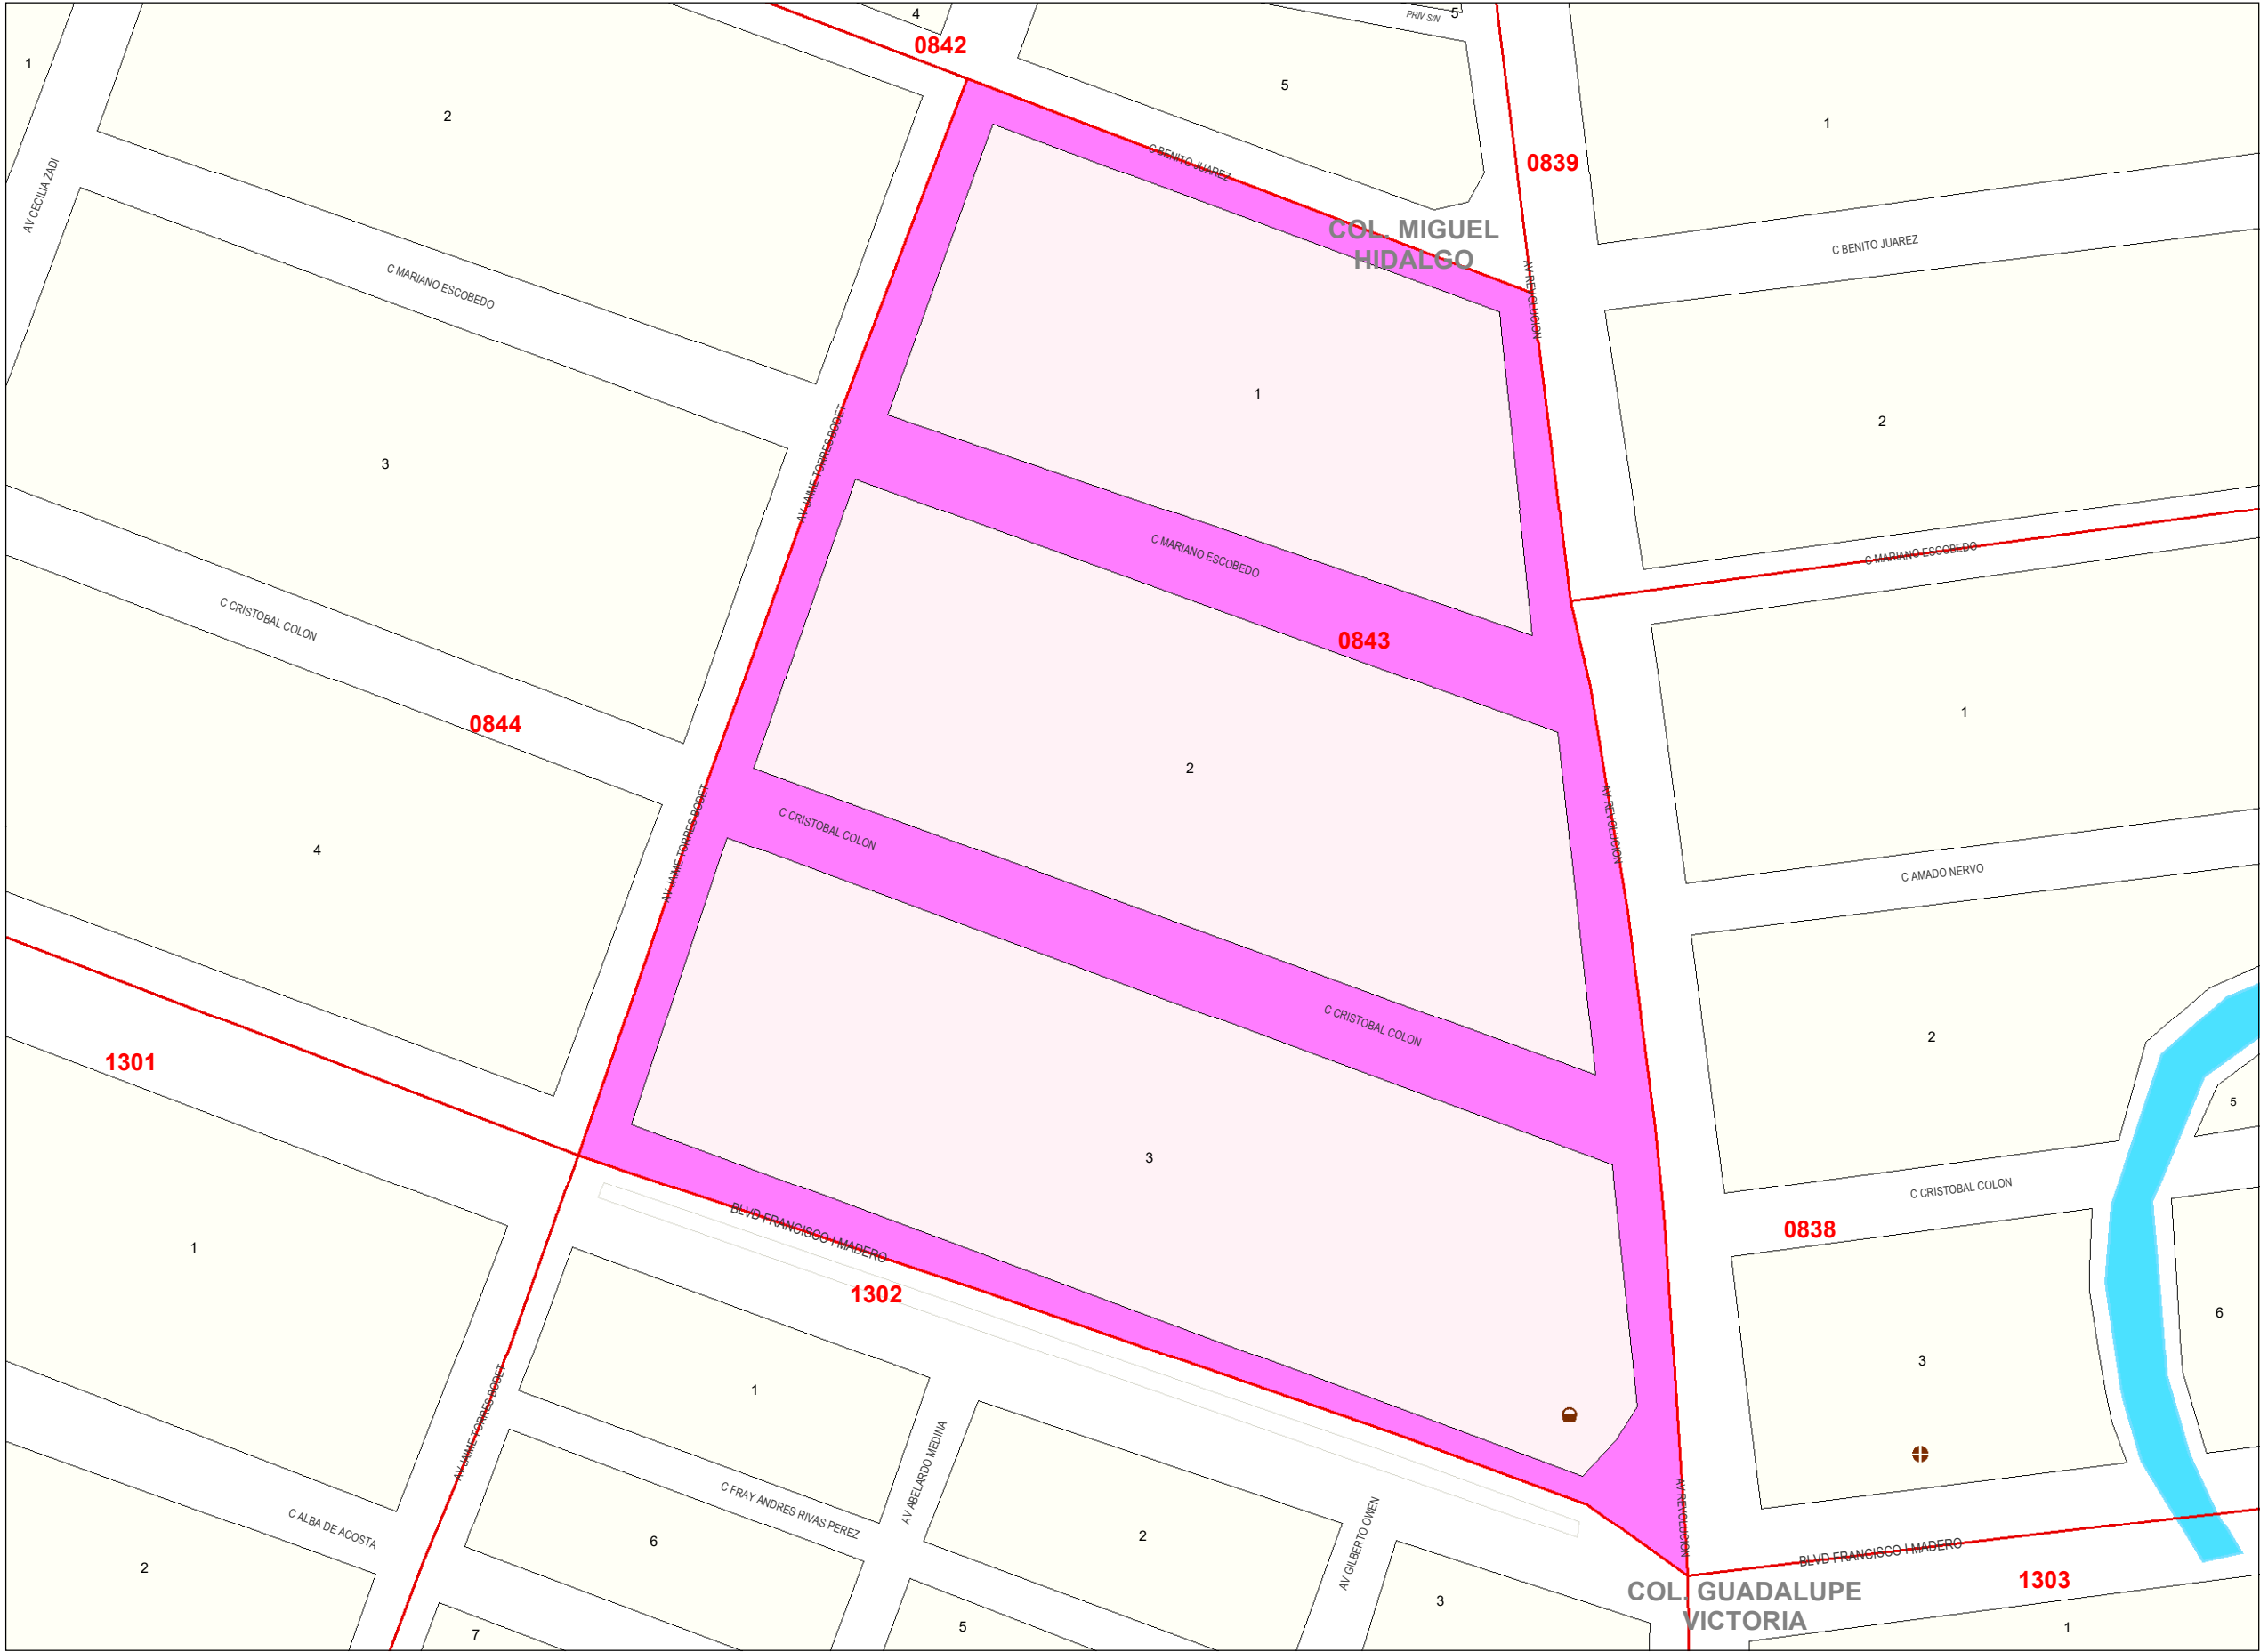 4
PRIV S/N
5
0842
1
2
5
1
0839
AV CECILIA ZADI
C BENITO JUAREZ
COL. MIGUEL
HIDALGO
C BENITO JUAREZ
C MARIANO ESCOBEDO
AV REVOLUCION
1
2
3
AV JAIME TORRES BODET
C MARIANO ESCOBEDO
C MARIANO ESCOBEDO
C CRISTOBAL COLON
0843
0844
1
2
C CRISTOBAL COLON
AV JAIME TORRES BODET
AV REVOLUCION
4
C AMADO NERVO
C CRISTOBAL COLON
2
1301
5
3
C CRISTOBAL COLON
BLVD FRANCISCO I MADERO
0838
1
1302
6
3
1
AV JAIME TORRES BODET
AV ABELARDO MEDINA
C FRAY ANDRES RIVAS PEREZ
C ALBA DE ACOSTA
AV GILBERTO OWEN
AV REVOLUCION
2
6
BLVD FRANCISCO I MADERO
2
3
COL. GUADALUPE
VICTORIA
1303
7
5
1